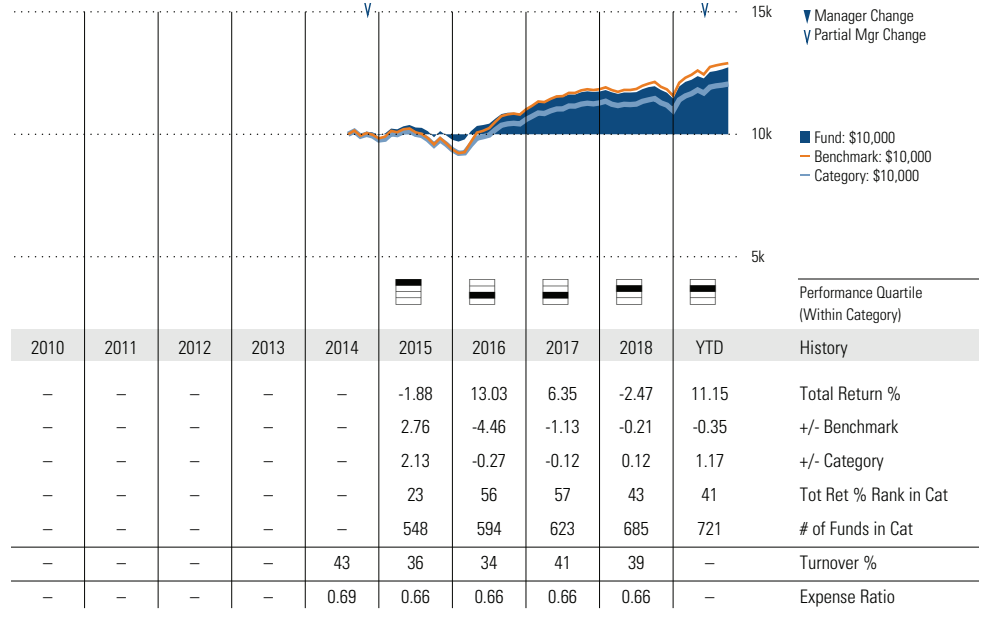 15k
▼ Manager Change
V Partial Mgr Change
10k
Fund: $10,000
Benchmark: $10,000
Category: $10,000
5k
Performance Quartile
(Within Category)
2010 2011 2012 2013 2014 2015 2016 2017 2018 YTD History
– – – – – -1.88 13.03 6.35 -2.47 11.15 Total Return %
– – – – – 2.76 -4.46 -1.13 -0.21 -0.35 +/- Benchmark
– – – – – 2.13 -0.27 -0.12 0.12 1.17 +/- Category
– – – – – 23 56 57 43 41 Tot Ret % Rank in Cat
– – – – – 548 594 623 685 721 # of Funds in Cat
– – – – 43 36 34 41 39 – Turnover %
– – – – 0.69 0.66 0.66 0.66 0.66 – Expense Ratio